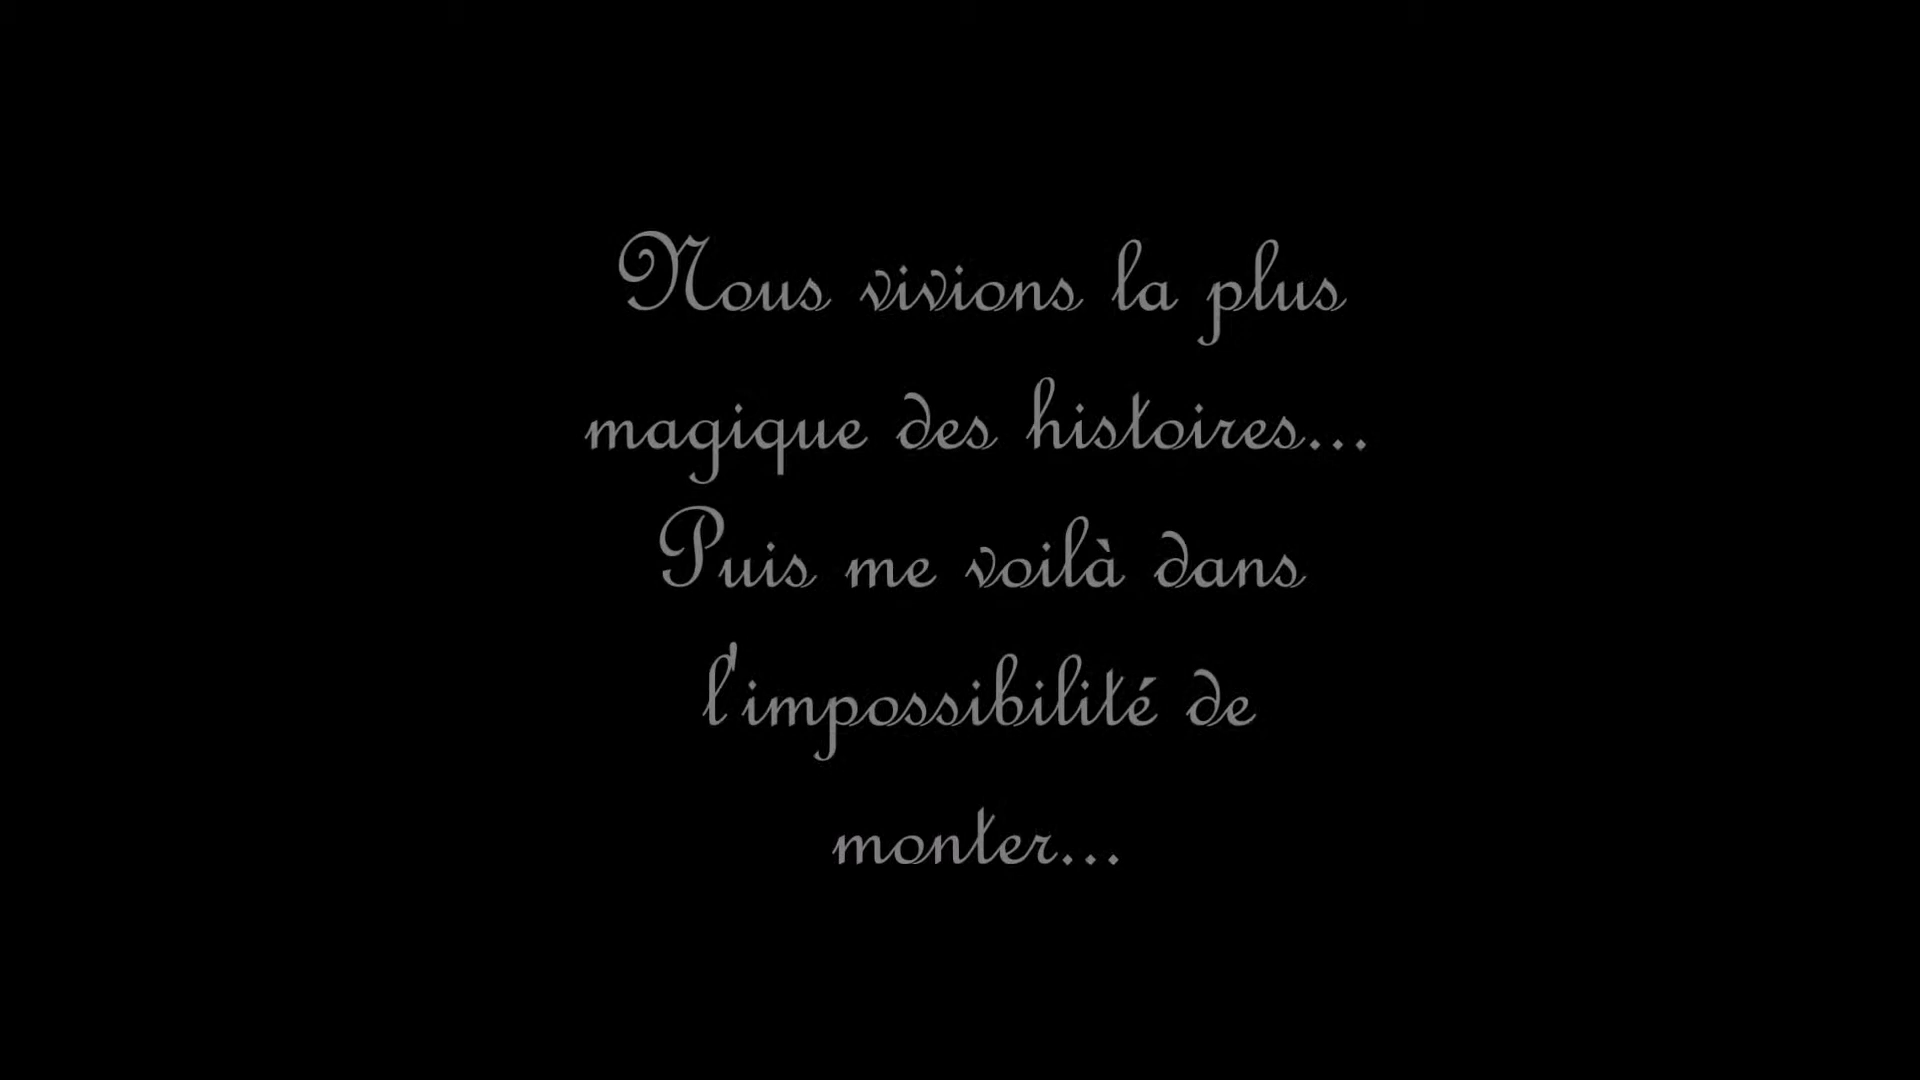 Nous vivions la plus
magique des histoires...
Puis me voilà dans
l'impossibilité de
monter...